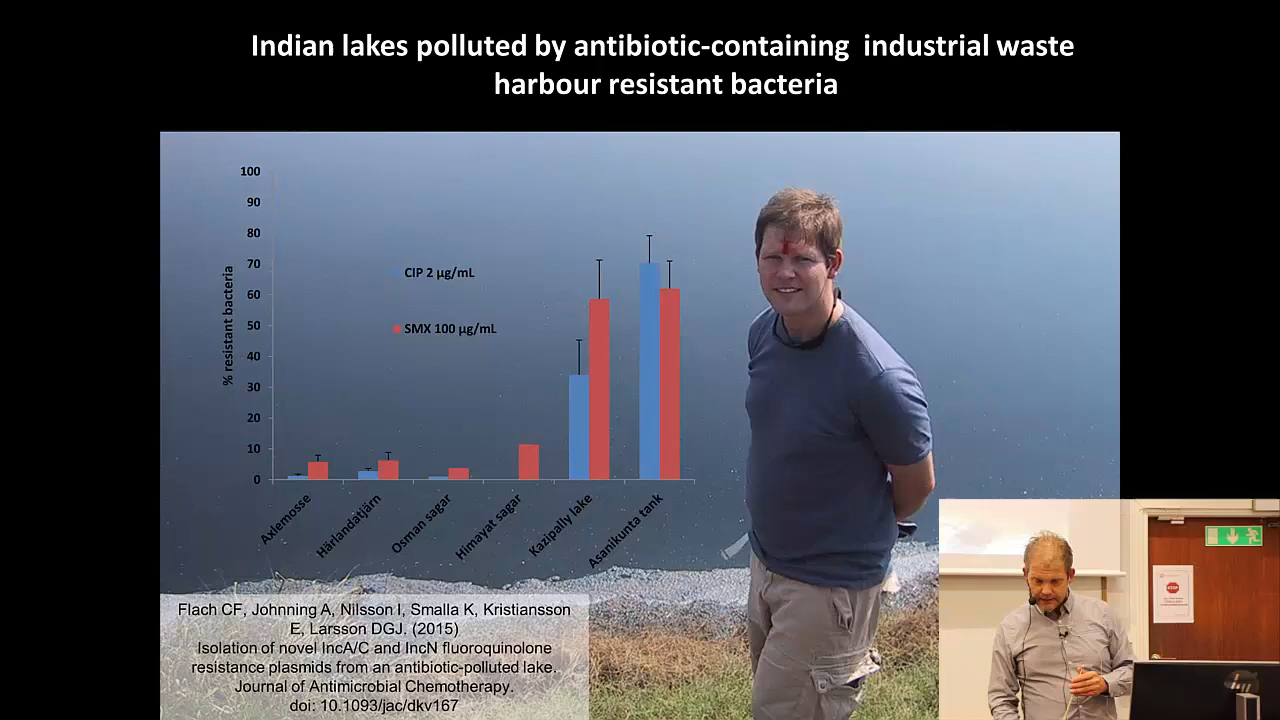 Indian lakes polluted by antibiotic-containing industrial waste
harbour resistant bacteria
100
90
80
70
60
50
40
30
20
10
0
% resistant bacteria
CIP 2 µg/mL
SMX 100 µg/mL
Axlemosse
Härlandatjärn
Osman sagar
Himayat sagar
Kazipally lake
Asanikunta tank
Flach CF, Johnning A, Nilsson I, Smalla K, Kristiansson
E, Larsson DGJ. (2015)
Isolation of novel IncA/C and IncN fluoroquinolone
resistance plasmids from an antibiotic-polluted lake.
Journal of Antimicrobial Chemotherapy.
doi: 10.1093/jac/dkv167
STOP
hp